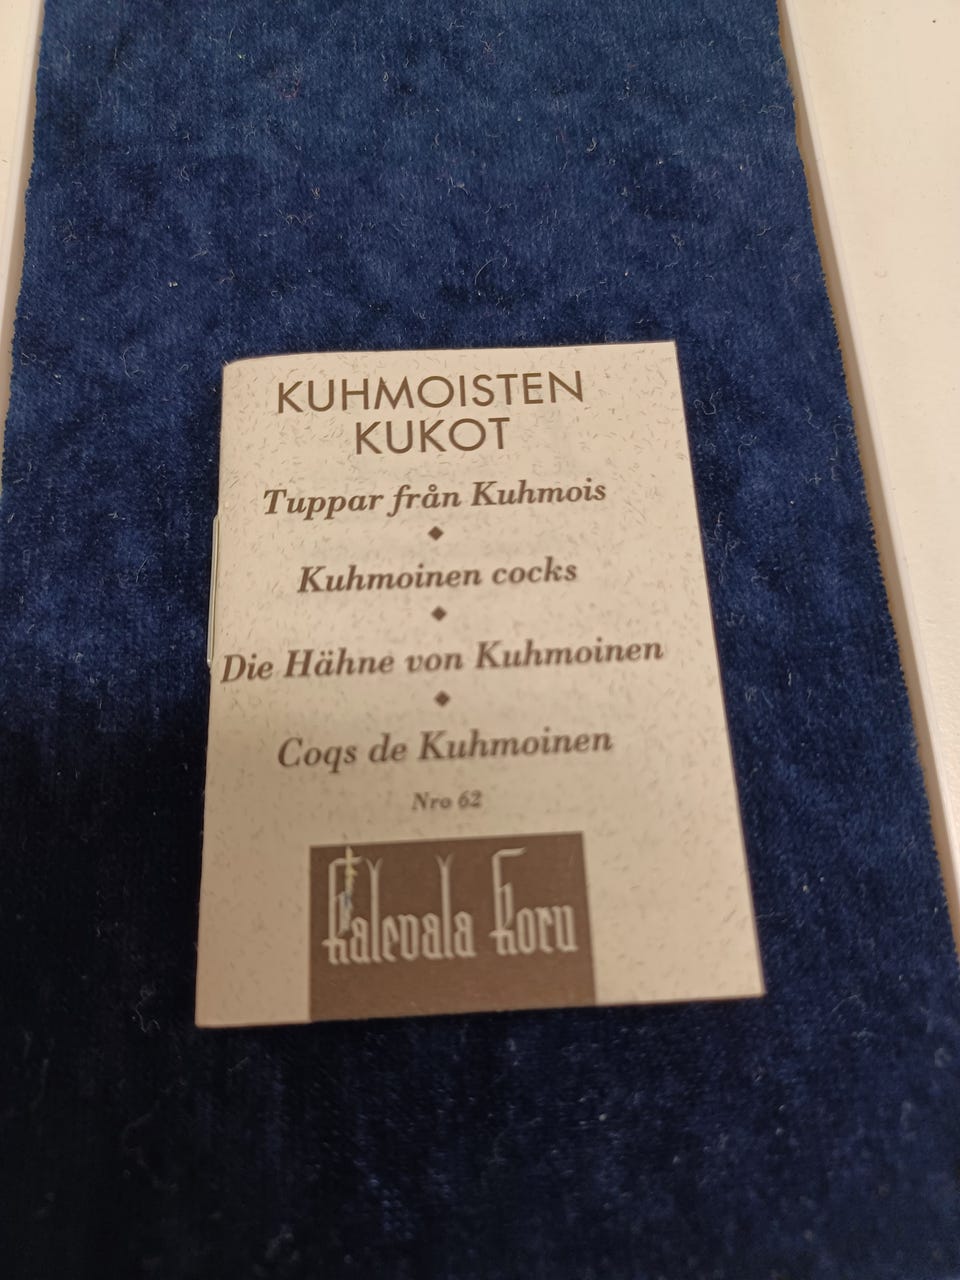 KUHMOISTEN
KUKOT
Tuppar från Kuhmois
Kuhmoinen cocks
Die Hähne von Kuhmoinen
Coqs de Kuhmoinen
Nro 62
Kalevala Koru